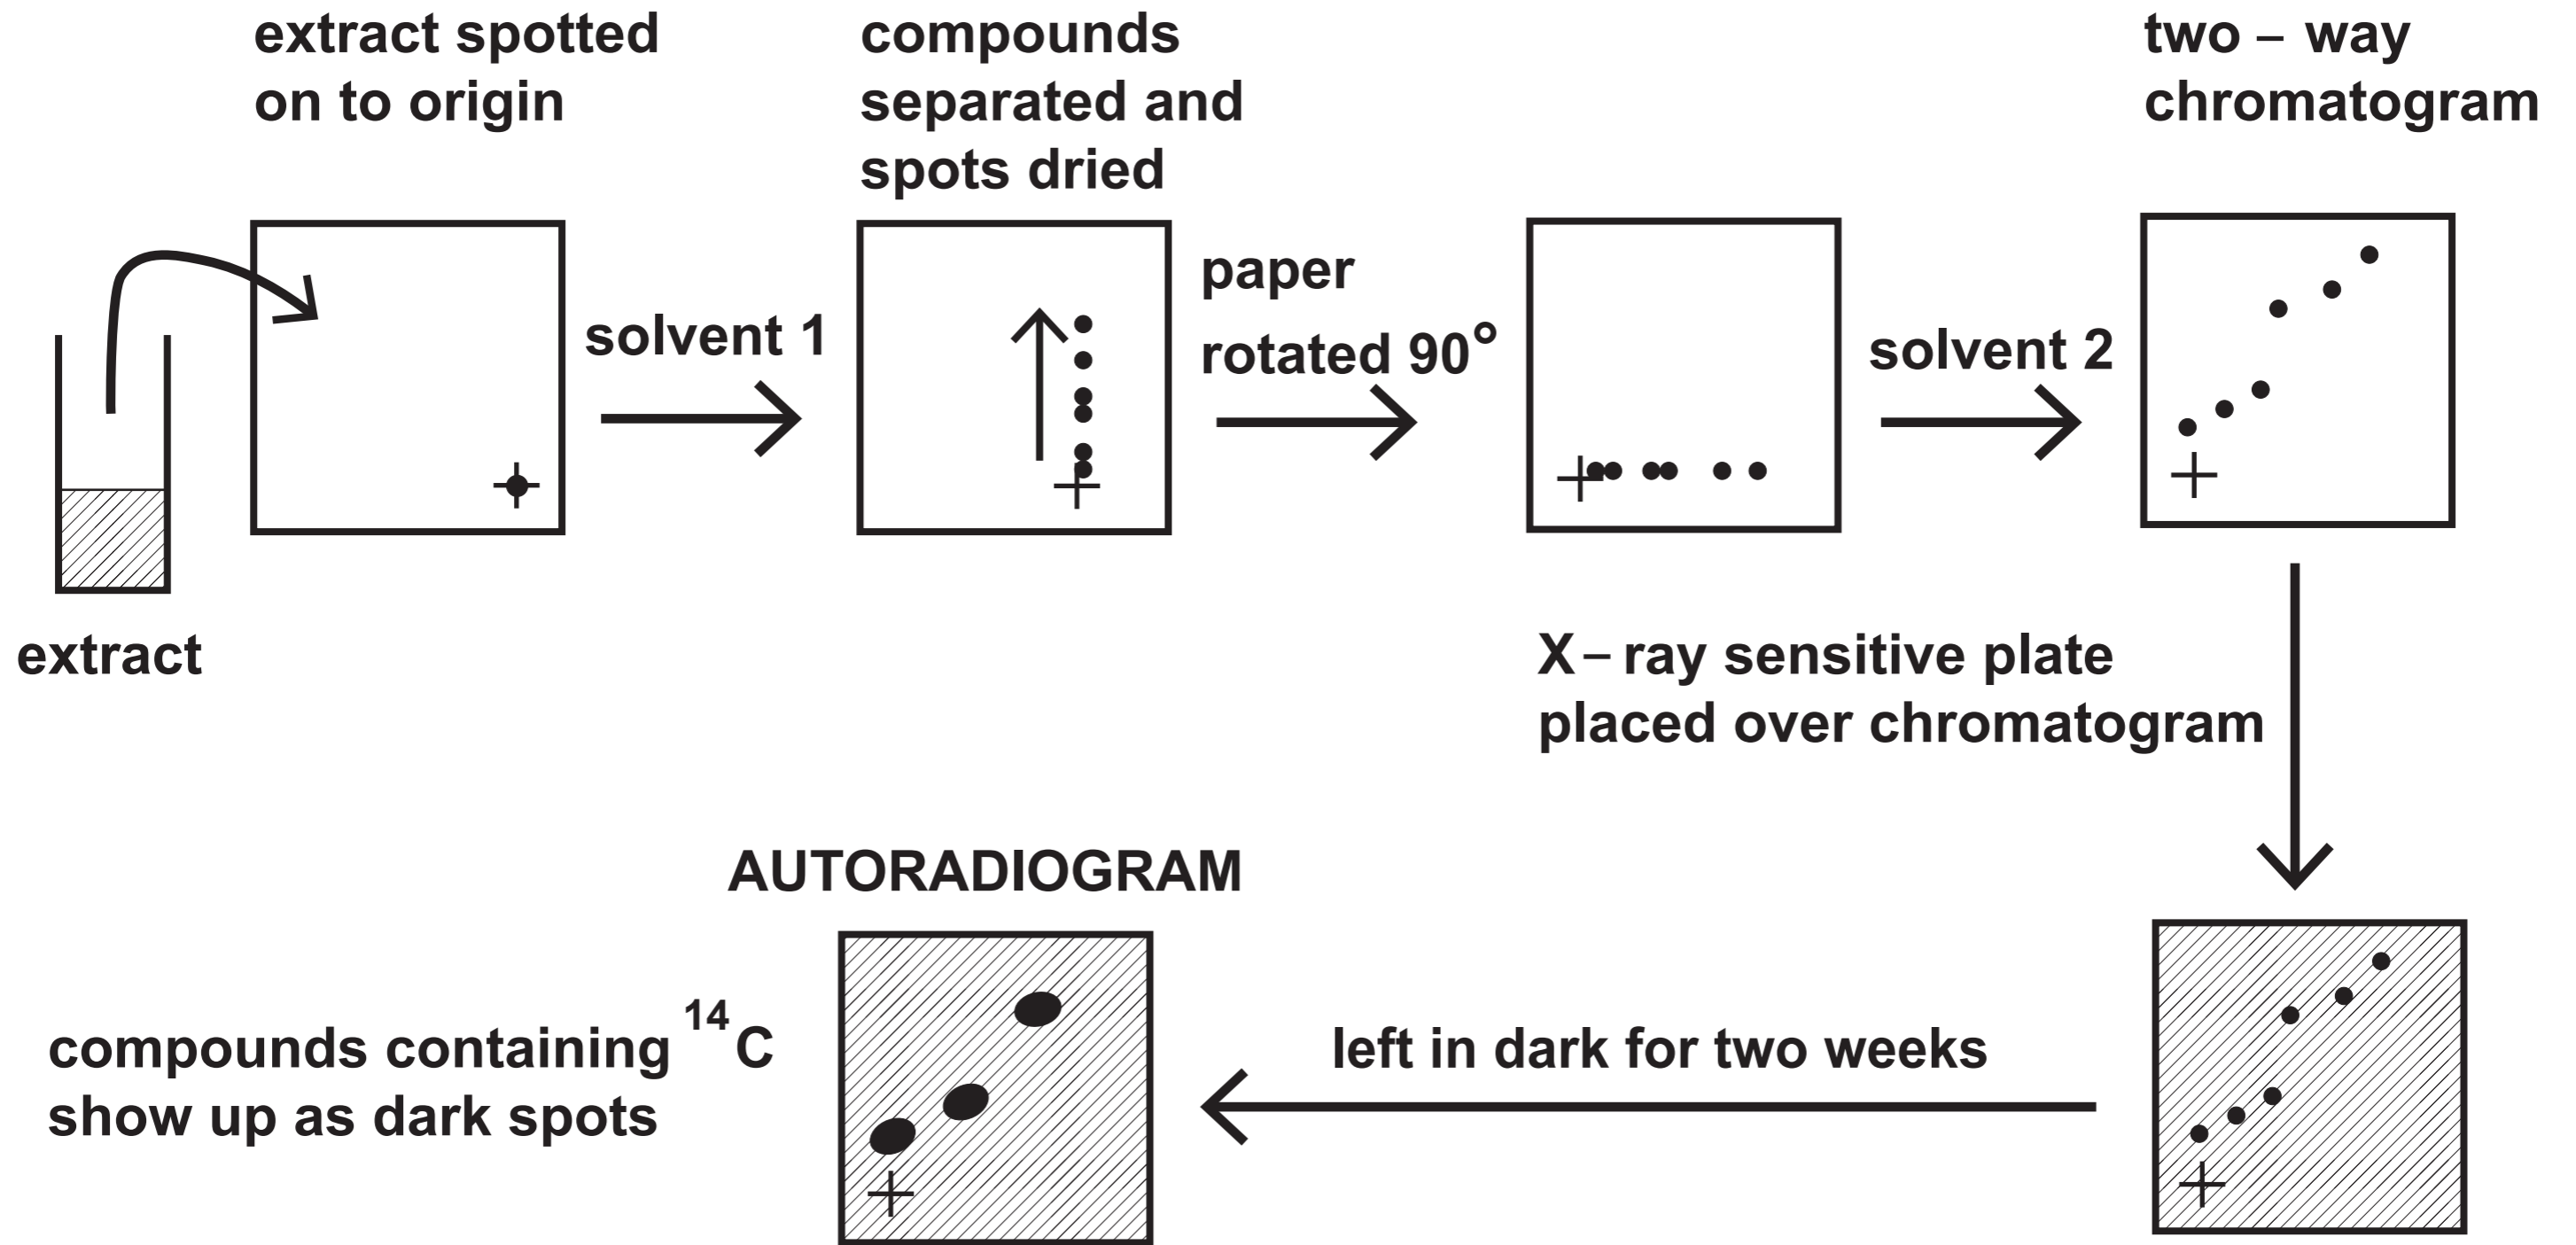 extract spotted
on to origin
compounds
separated and
spots dried
two – way
chromatogram
solvent 1
paper
rotated 90°
solvent 2
extract
X – ray sensitive plate
placed over chromatogram
AUTORADIOGRAM
compounds containing ¹⁴C
show up as dark spots
left in dark for two weeks